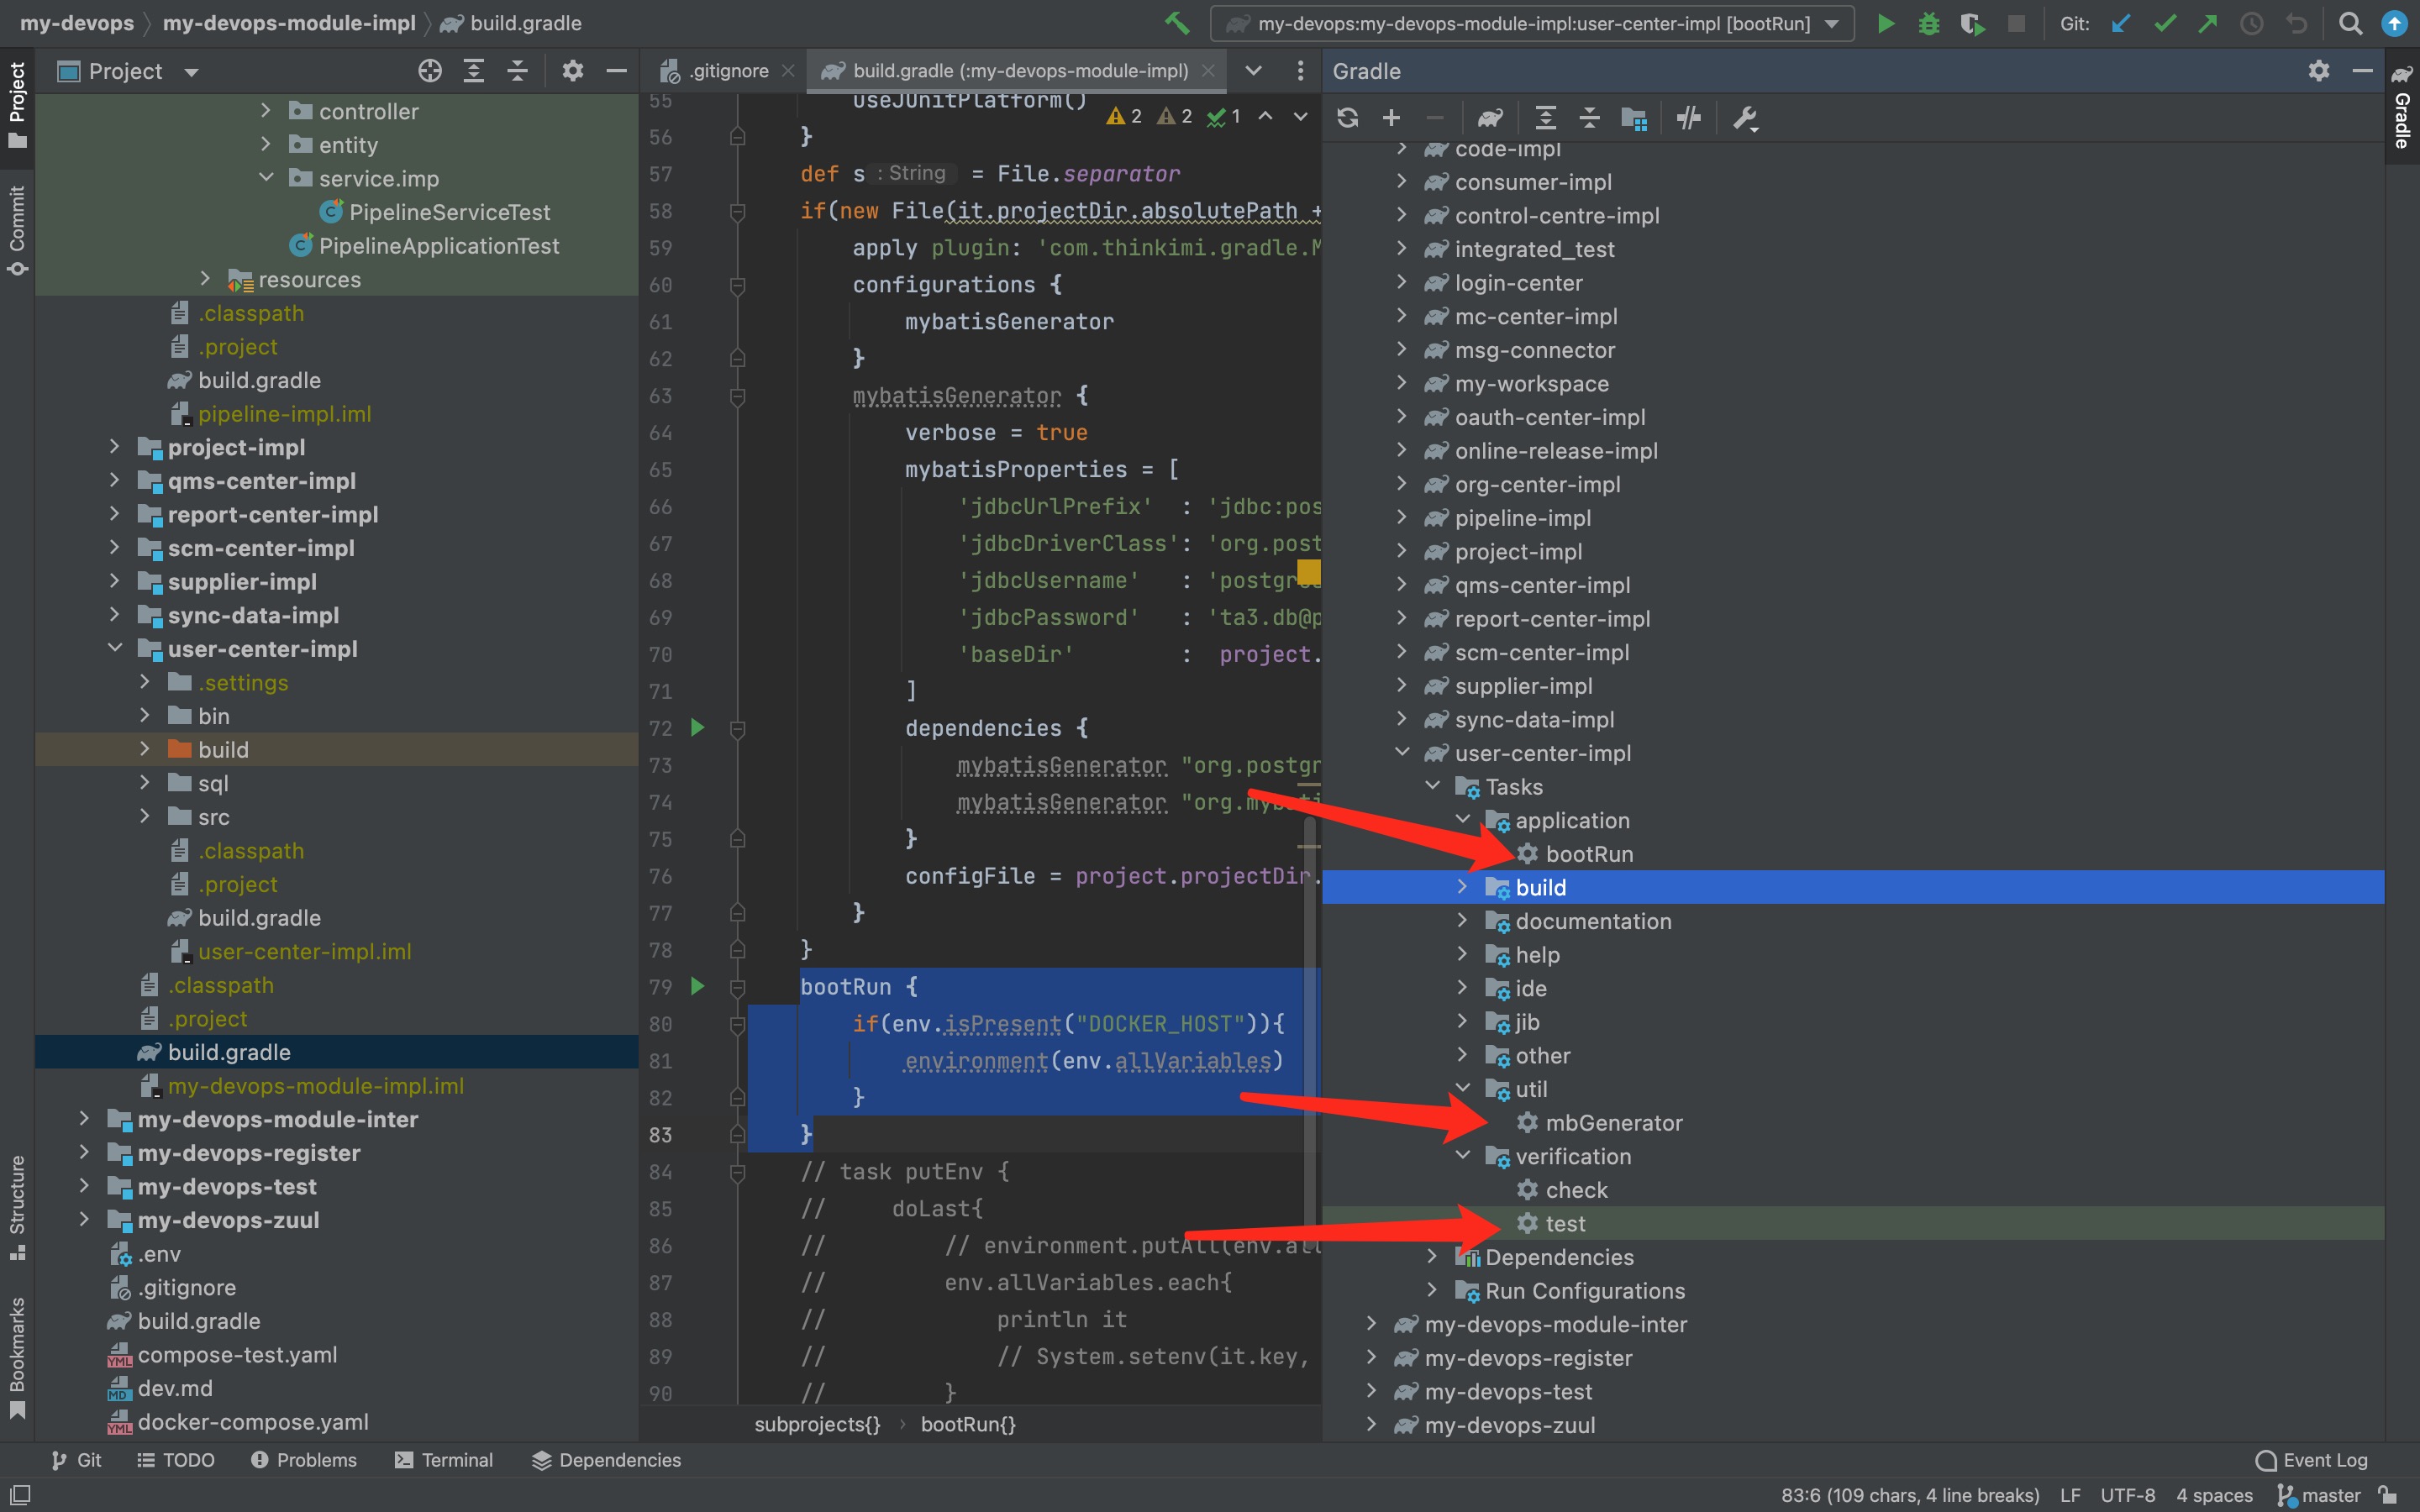 my-devops my-devops-module-impl build.gradle
my-devops:my-devops-module-impl:user-center-impl [bootRun]
Git:
Project
Commit
Structure
Bookmarks
Project
controller
entity
service.imp
PipelineServiceTest
PipelineApplicationTest
resources
.classpath
.project
build.gradle
pipeline-impl.iml
project-impl
qms-center-impl
report-center-impl
scm-center-impl
supplier-impl
sync-data-impl
user-center-impl
.settings
bin
build
sql
src
.classpath
.project
build.gradle
user-center-impl.iml
.classpath
.project
build.gradle
my-devops-module-impl.iml
my-devops-module-inter
my-devops-register
my-devops-test
my-devops-zuul
.env
.gitignore
build.gradle
compose-test.yaml
dev.md
docker-compose.yaml
.gitignore
build.gradle (:my-devops-module-impl)
2 2 1
55 useJUnitPlatform()
56 }
57 def s : String = File.separator
58 if(new File(it.projectDir.absolutePath +
59 apply plugin: 'com.thinkimi.gradle.M
60 configurations {
61 mybatisGenerator
62 }
63 mybatisGenerator {
64 verbose = true
65 mybatisProperties = [
66 'jdbcUrlPrefix' : 'jdbc:pos
67 'jdbcDriverClass': 'org.post
68 'jdbcUsername' : 'postgr
69 'jdbcPassword' : 'ta3.db@p
70 'baseDir' : project.
71 ]
72 dependencies {
73 mybatisGenerator "org.postgr
74 mybatisGenerator "org.mybati
75 }
76 configFile = project.projectDir.
77 }
78 }
79 bootRun {
80 if(env.isPresent("DOCKER_HOST")){
81 environment(env.allVariables)
82 }
83 }
84 // task putEnv {
85 // doLast{
86 // // environment.putAll(env.all
87 // env.allVariables.each{
88 // println it
89 // // System.setenv(it.key,
90 // }
subprojects{} bootRun{}
Gradle
code-impl
consumer-impl
control-centre-impl
integrated_test
login-center
mc-center-impl
msg-connector
my-workspace
oauth-center-impl
online-release-impl
org-center-impl
pipeline-impl
project-impl
qms-center-impl
report-center-impl
scm-center-impl
supplier-impl
sync-data-impl
user-center-impl
Tasks
application
bootRun
build
documentation
help
ide
jib
other
util
mbGenerator
verification
check
test
Dependencies
Run Configurations
my-devops-module-inter
my-devops-register
my-devops-test
my-devops-zuul
Gradle
Git TODO Problems Terminal Dependencies Event Log
83:6 (109 chars, 4 line breaks) LF UTF-8 4 spaces master